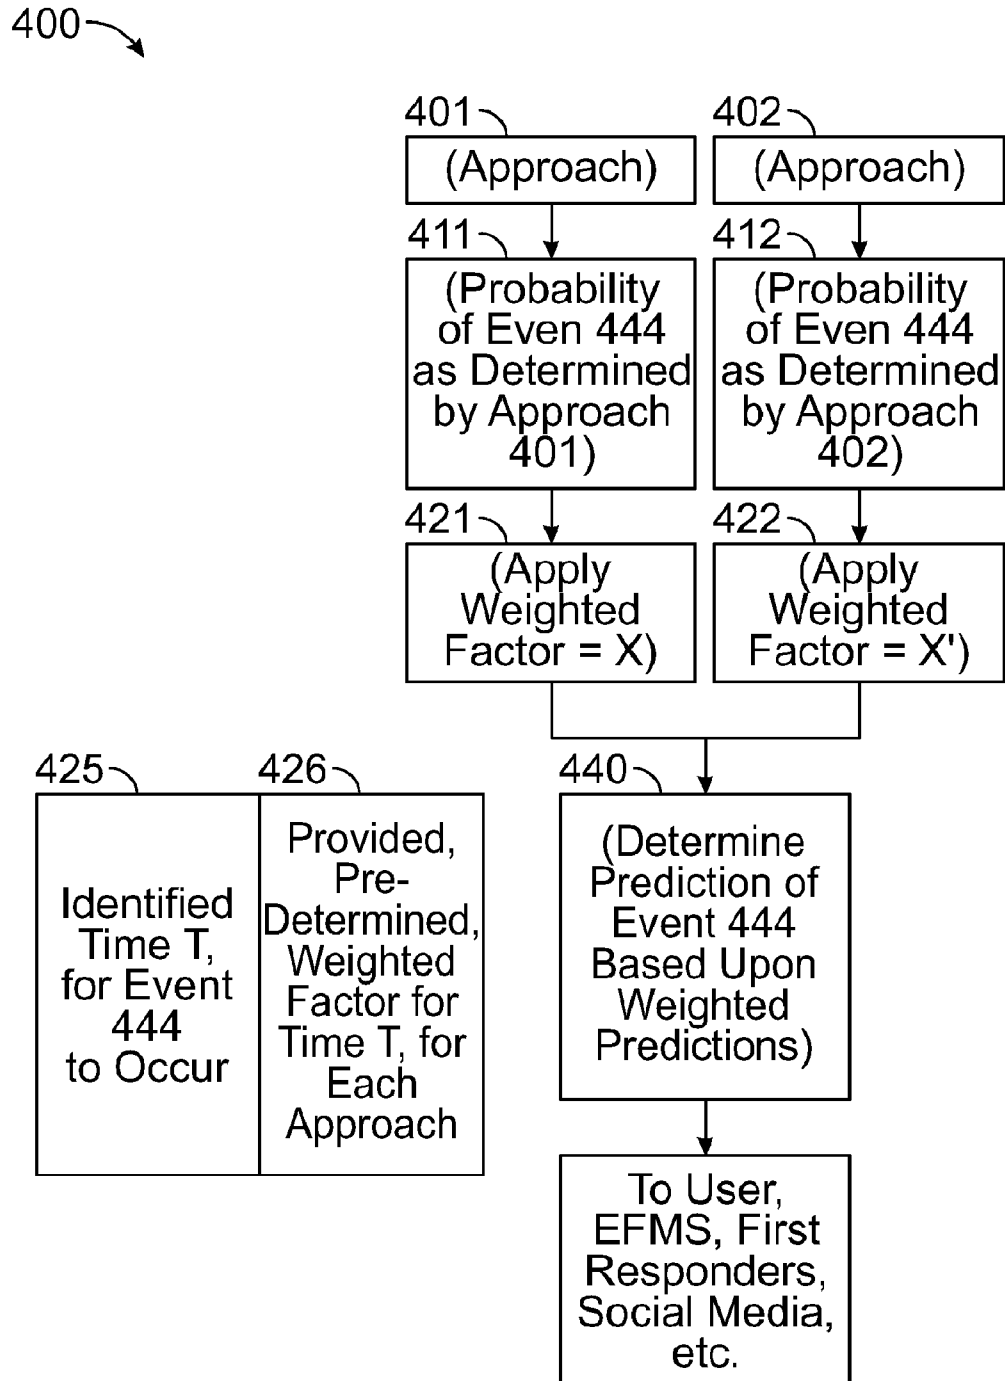 400
401
(Approach)
402
(Approach)
411
(Probability
of Even 444
as Determined
by Approach
401)
412
(Probability
of Even 444
as Determined
by Approach
402)
421
(Apply
Weighted
Factor = X)
422
(Apply
Weighted
Factor = X')
425
Identified
Time T,
for Event
444
to Occur
426
Provided,
Pre-
Determined,
Weighted
Factor for
Time T, for
Each
Approach
440
(Determine
Prediction of
Event 444
Based Upon
Weighted
Predictions)
To User,
EFMS, First
Responders,
Social Media,
etc.